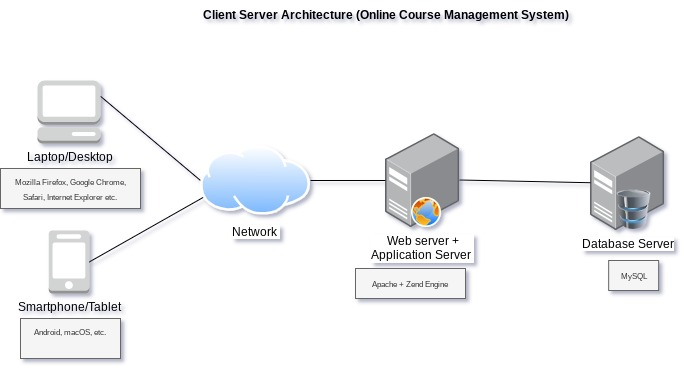 Client Server Architecture (Online Course Management System)
Laptop/Desktop
Mozilla Firefox, Google Chrome,
Safari, Internet Explorer etc.
Network
Smartphone/Tablet
Android, macOS, etc.
Web server +
Application Server
Apache + Zend Engine
Database Server
MySQL